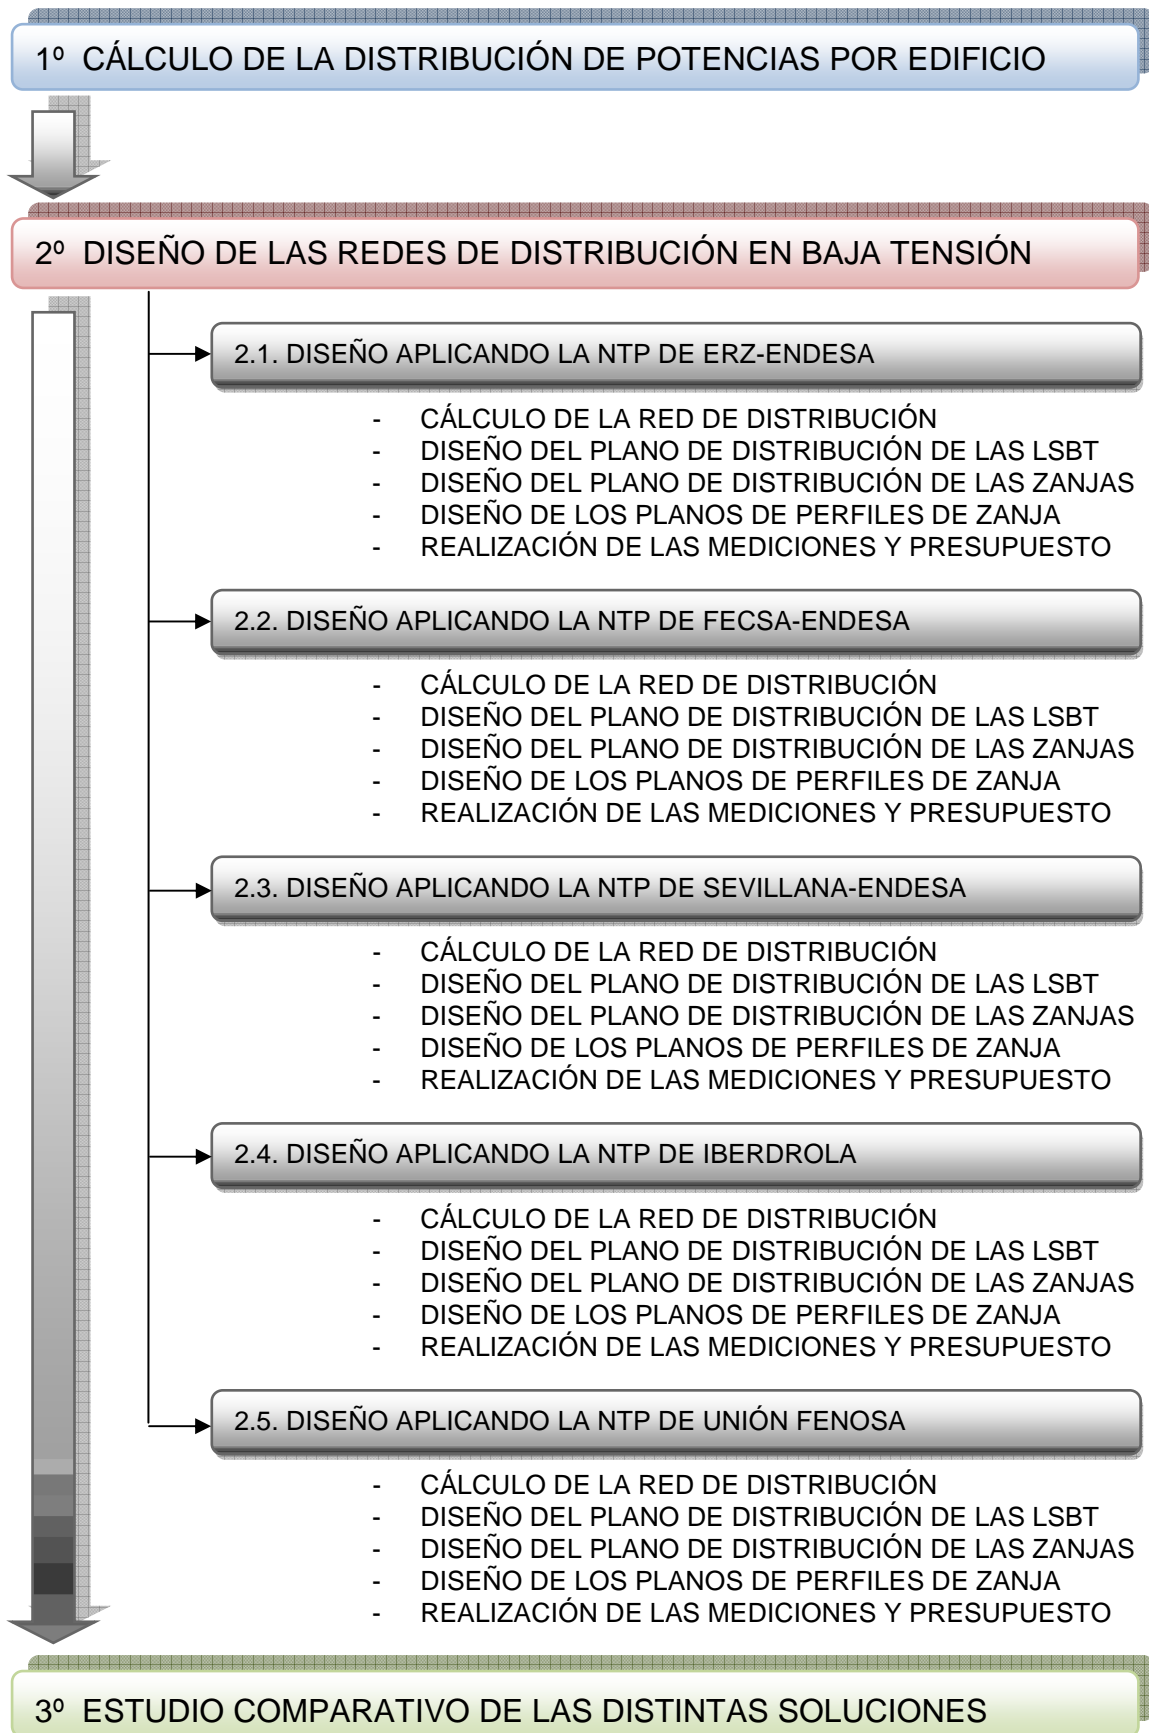 1º CÁLCULO DE LA DISTRIBUCIÓN DE POTENCIAS POR EDIFICIO
2º DISEÑO DE LAS REDES DE DISTRIBUCIÓN EN BAJA TENSIÓN
2.1. DISEÑO APLICANDO LA NTP DE ERZ-ENDESA
- CÁLCULO DE LA RED DE DISTRIBUCIÓN
- DISEÑO DEL PLANO DE DISTRIBUCIÓN DE LAS LSBT
- DISEÑO DEL PLANO DE DISTRIBUCIÓN DE LAS ZANJAS
- DISEÑO DE LOS PLANOS DE PERFILES DE ZANJA
- REALIZACIÓN DE LAS MEDICIONES Y PRESUPUESTO
2.2. DISEÑO APLICANDO LA NTP DE FECSA-ENDESA
- CÁLCULO DE LA RED DE DISTRIBUCIÓN
- DISEÑO DEL PLANO DE DISTRIBUCIÓN DE LAS LSBT
- DISEÑO DEL PLANO DE DISTRIBUCIÓN DE LAS ZANJAS
- DISEÑO DE LOS PLANOS DE PERFILES DE ZANJA
- REALIZACIÓN DE LAS MEDICIONES Y PRESUPUESTO
2.3. DISEÑO APLICANDO LA NTP DE SEVILLANA-ENDESA
- CÁLCULO DE LA RED DE DISTRIBUCIÓN
- DISEÑO DEL PLANO DE DISTRIBUCIÓN DE LAS LSBT
- DISEÑO DEL PLANO DE DISTRIBUCIÓN DE LAS ZANJAS
- DISEÑO DE LOS PLANOS DE PERFILES DE ZANJA
- REALIZACIÓN DE LAS MEDICIONES Y PRESUPUESTO
2.4. DISEÑO APLICANDO LA NTP DE IBERDROLA
- CÁLCULO DE LA RED DE DISTRIBUCIÓN
- DISEÑO DEL PLANO DE DISTRIBUCIÓN DE LAS LSBT
- DISEÑO DEL PLANO DE DISTRIBUCIÓN DE LAS ZANJAS
- DISEÑO DE LOS PLANOS DE PERFILES DE ZANJA
- REALIZACIÓN DE LAS MEDICIONES Y PRESUPUESTO
2.5. DISEÑO APLICANDO LA NTP DE UNIÓN FENOSA
- CÁLCULO DE LA RED DE DISTRIBUCIÓN
- DISEÑO DEL PLANO DE DISTRIBUCIÓN DE LAS LSBT
- DISEÑO DEL PLANO DE DISTRIBUCIÓN DE LAS ZANJAS
- DISEÑO DE LOS PLANOS DE PERFILES DE ZANJA
- REALIZACIÓN DE LAS MEDICIONES Y PRESUPUESTO
3º ESTUDIO COMPARATIVO DE LAS DISTINTAS SOLUCIONES